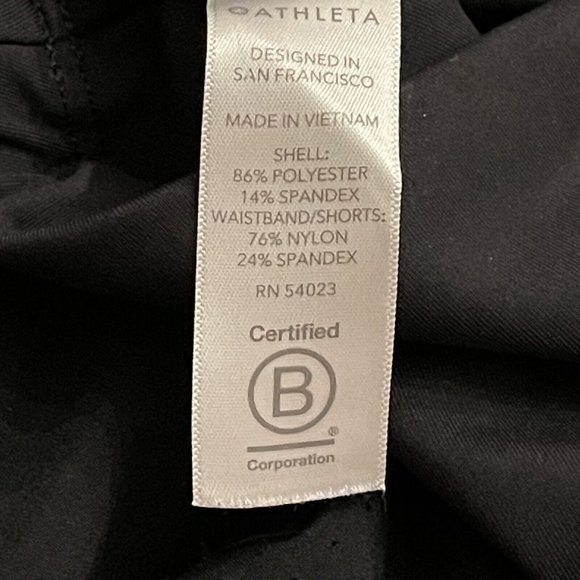 ATHLETA
DESIGNED IN
SAN FRANCISCO
MADE IN VIETNAM
SHELL:
86% POLYESTER
14% SPANDEX
WAISTBAND/SHORTS:
76% NYLON
24% SPANDEX
RN 54023
Certified
B
®
Corporation